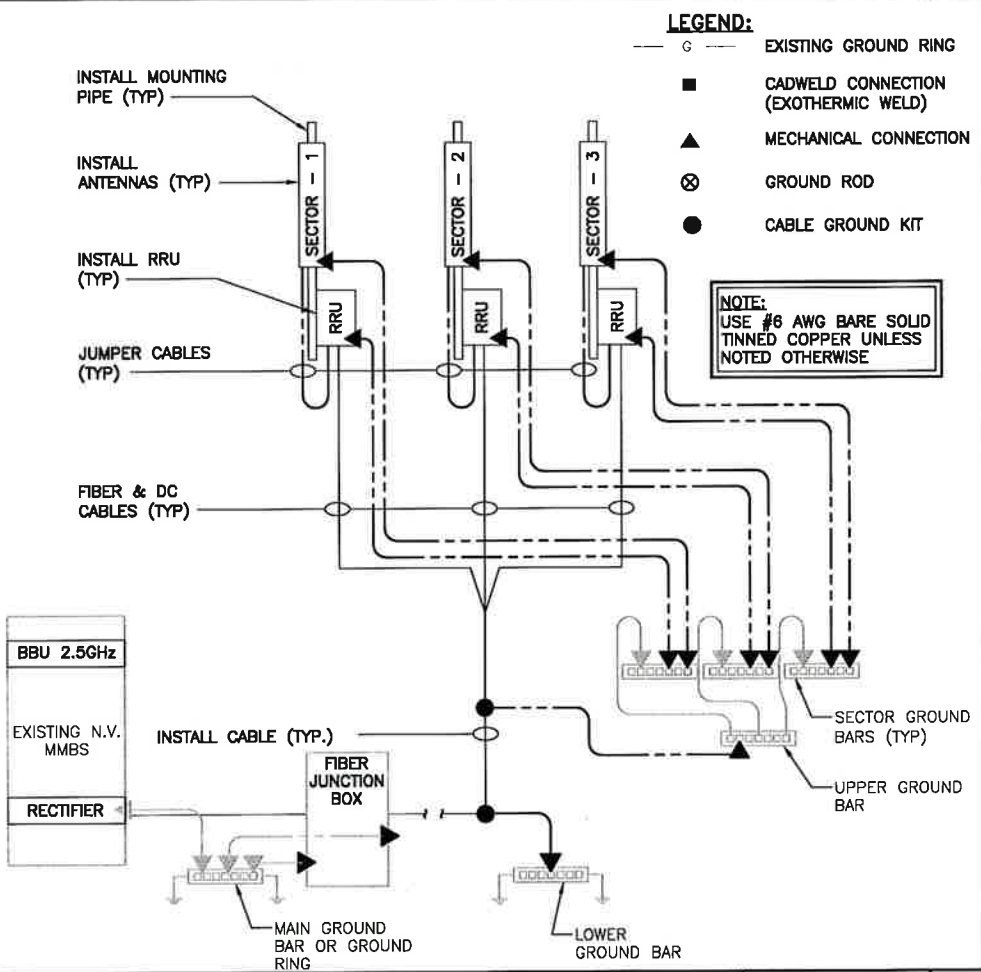 LEGEND:
G
EXISTING GROUND RING
CADWELD CONNECTION
(EXOTHERMIC WELD)
MECHANICAL CONNECTION
GROUND ROD
CABLE GROUND KIT
NOTE:
USE #6 AWG BARE SOLID
TINNED COPPER UNLESS
NOTED OTHERWISE
INSTALL MOUNTING
PIPE (TYP)
INSTALL
ANTENNAS (TYP)
INSTALL RRU
(TYP)
JUMPER CABLES
(TYP)
FIBER & DC
CABLES (TYP)
SECTOR - 1
SECTOR - 2
SECTOR - 3
RRU
RRU
RRU
BBU 2.5GHz
EXISTING N.V.
MMBS
RECTIFIER
INSTALL CABLE (TYP.)
FIBER
JUNCTION
BOX
SECTOR GROUND
BARS (TYP)
UPPER GROUND
BAR
MAIN GROUND
BAR OR GROUND
RING
LOWER
GROUND BAR